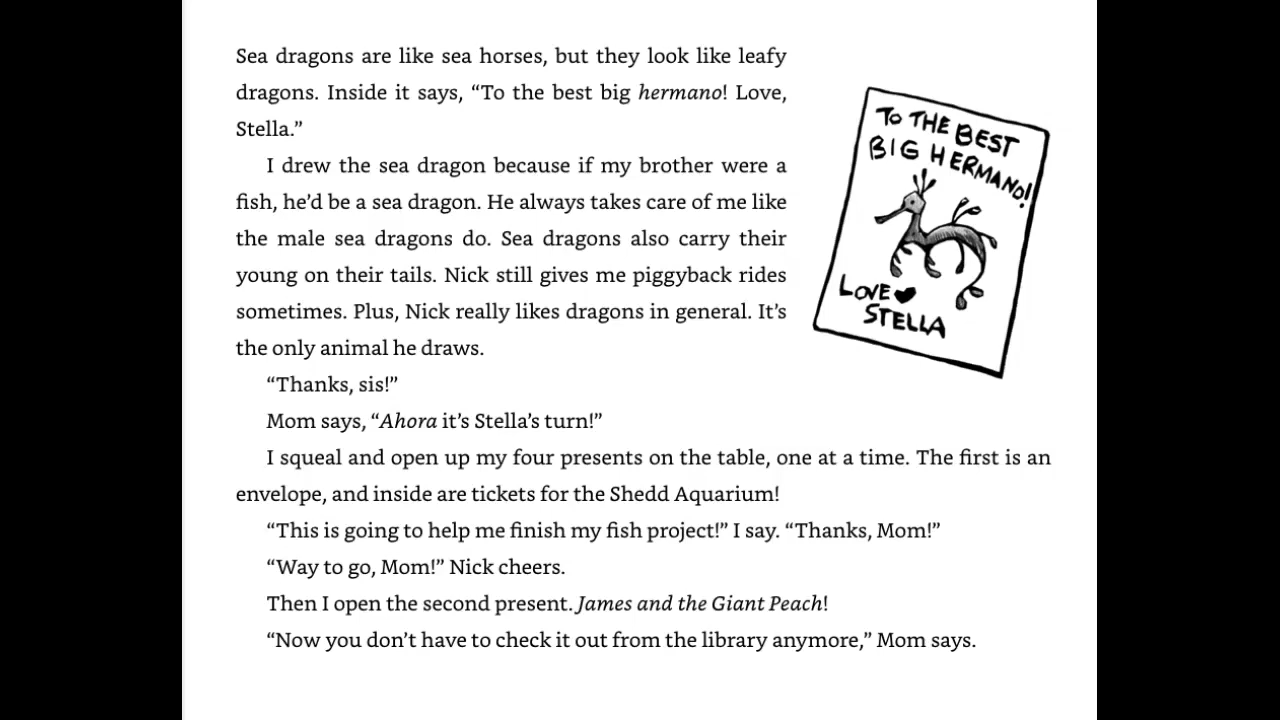 Sea dragons are like sea horses, but they look like leafy
dragons. Inside it says, “To the best big hermano! Love,
Stella.”
I drew the sea dragon because if my brother were a
fish, he’d be a sea dragon. He always takes care of me like
the male sea dragons do. Sea dragons also carry their
young on their tails. Nick still gives me piggyback rides
sometimes. Plus, Nick really likes dragons in general. It’s
the only animal he draws.
TO THE BEST
BIG HERMANO!
LOVE
STELLA
“Thanks, sis!”
Mom says, “Ahora it’s Stella’s turn!”
I squeal and open up my four presents on the table, one at a time. The first is an
envelope, and inside are tickets for the Shedd Aquarium!
“This is going to help me finish my fish project!” I say. “Thanks, Mom!”
“Way to go, Mom!” Nick cheers.
Then I open the second present. James and the Giant Peach!
“Now you don’t have to check it out from the library anymore,” Mom says.